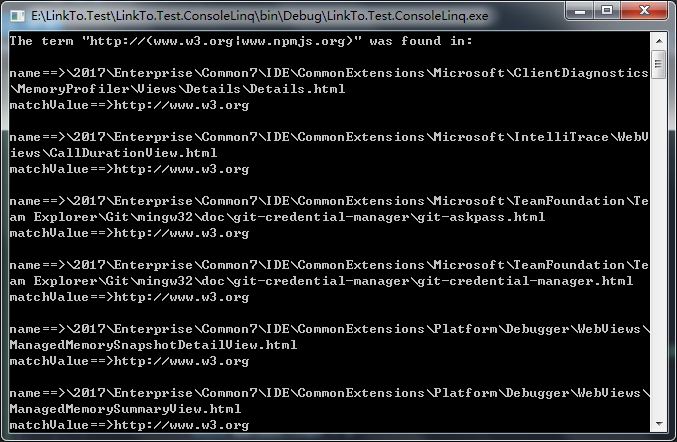 E:\LinkTo.Test\LinkTo.Test.ConsoleLinq\bin\Debug\LinkTo.Test.ConsoleLinq.exe
The term "http://(www.w3.org|www.npmjs.org)" was found in:
name==>\2017\Enterprise\Common7\IDE\CommonExtensions\Microsoft\ClientDiagnostics
\MemoryProfiler\Views\Details\Details.html
matchValue==>http://www.w3.org
name==>\2017\Enterprise\Common7\IDE\CommonExtensions\Microsoft\IntelliTrace\WebV
iews\CallDurationView.html
matchValue==>http://www.w3.org
name==>\2017\Enterprise\Common7\IDE\CommonExtensions\Microsoft\TeamFoundation\Te
am Explorer\Git\mingw32\doc\git-credential-manager\git-askpass.html
matchValue==>http://www.w3.org
name==>\2017\Enterprise\Common7\IDE\CommonExtensions\Microsoft\TeamFoundation\Te
am Explorer\Git\mingw32\doc\git-credential-manager\git-credential-manager.html
matchValue==>http://www.w3.org
name==>\2017\Enterprise\Common7\IDE\CommonExtensions\Platform\Debugger\WebViews\
ManagedMemorySnapshotDetailView.html
matchValue==>http://www.w3.org
name==>\2017\Enterprise\Common7\IDE\CommonExtensions\Platform\Debugger\WebViews\
ManagedMemorySummaryView.html
matchValue==>http://www.w3.org